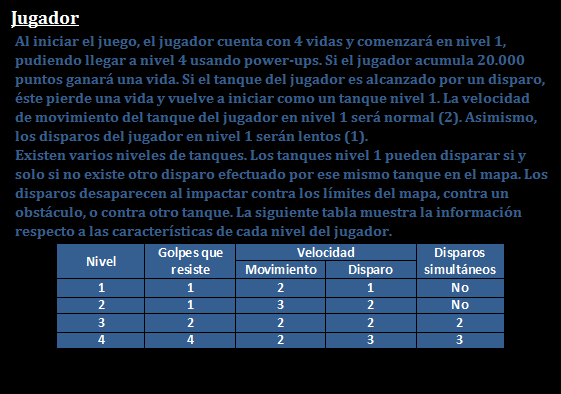 Jugador
Al iniciar el juego, el jugador cuenta con 4 vidas y comenzará en nivel 1,
pudiendo llegar a nivel 4 usando power-ups. Si el jugador acumula 20.000
puntos ganará una vida. Si el tanque del jugador es alcanzado por un disparo,
éste pierde una vida y vuelve a iniciar como un tanque nivel 1. La velocidad
de movimiento del tanque del jugador en nivel 1 será normal (2). Asimismo,
los disparos del jugador en nivel 1 serán lentos (1).
Existen varios niveles de tanques. Los tanques nivel 1 pueden disparar si y
solo si no existe otro disparo efectuado por ese mismo tanque en el mapa. Los
disparos desaparecen al impactar contra los límites del mapa, contra un
obstáculo, o contra otro tanque. La siguiente tabla muestra la información
respecto a las características de cada nivel del jugador.
Nivel Golpes que resiste Velocidad Disparos simultáneos
Movimiento Disparo
1 1 2 1 No
2 1 3 2 No
3 2 2 2 2
4 4 2 3 3